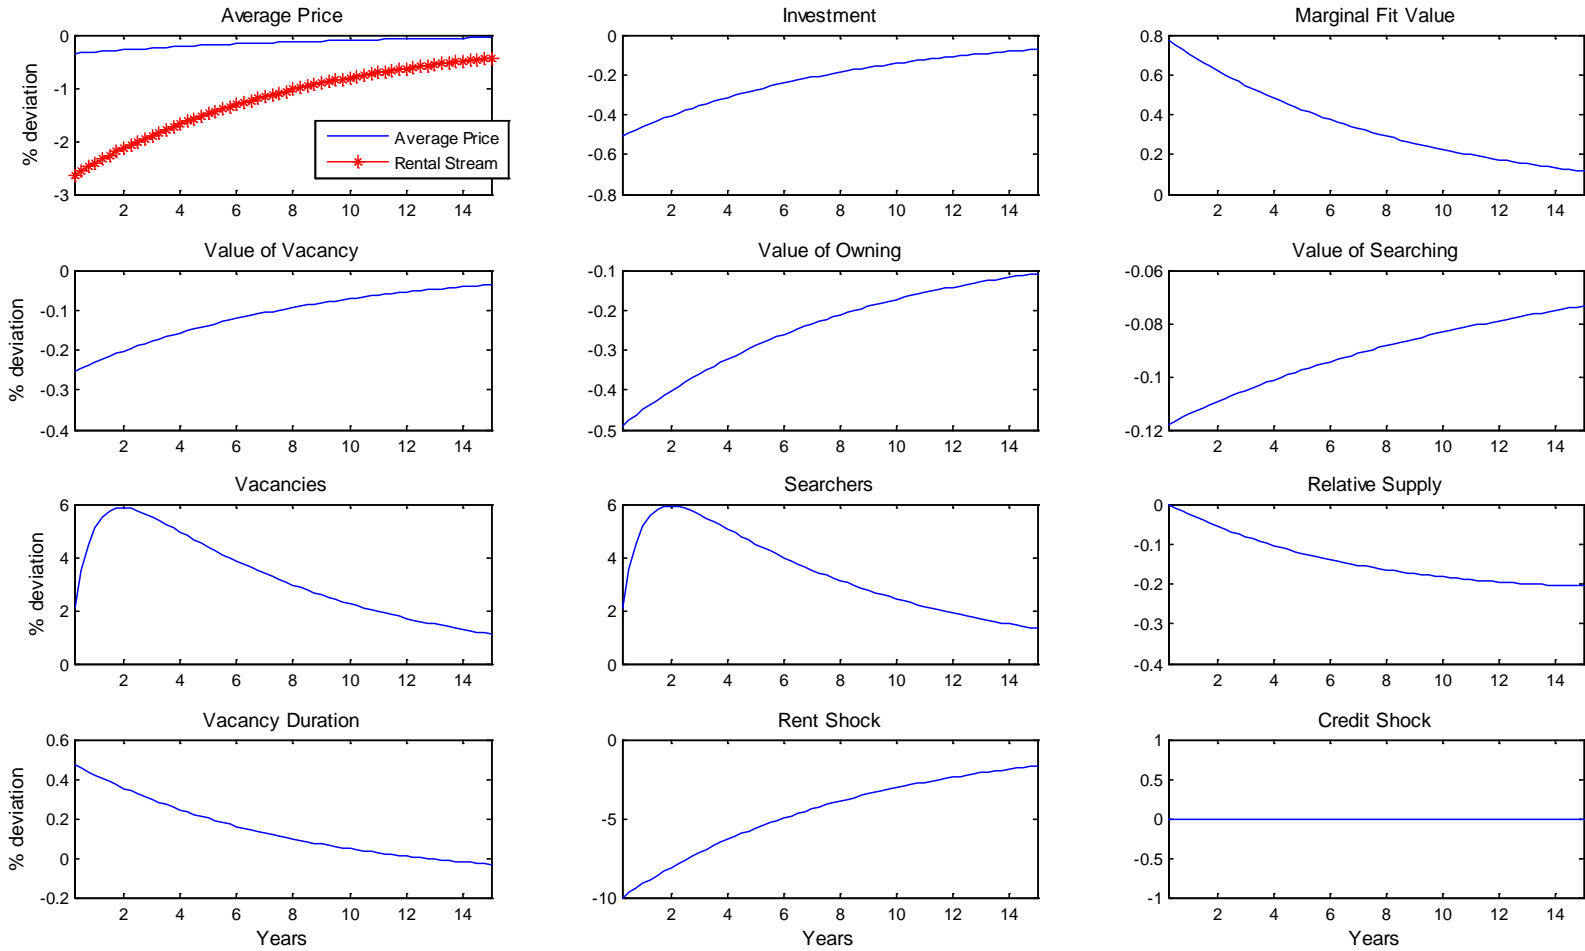 Average Price
Investment
Marginal Fit Value
% deviation
0
-1
-2
-3
2 4 6 8 10 12 14
Average Price
Rental Stream
0
-0.2
-0.4
-0.6
-0.8
2 4 6 8 10 12 14
0.8
0.6
0.4
0.2
0
2 4 6 8 10 12 14
Value of Vacancy
Value of Owning
Value of Searching
% deviation
0
-0.1
-0.2
-0.3
-0.4
2 4 6 8 10 12 14
-0.1
-0.2
-0.3
-0.4
-0.5
2 4 6 8 10 12 14
-0.06
-0.08
-0.1
-0.12
2 4 6 8 10 12 14
Vacancies
Searchers
Relative Supply
% deviation
6
4
2
0
2 4 6 8 10 12 14
6
4
2
0
2 4 6 8 10 12 14
0
-0.1
-0.2
-0.3
-0.4
2 4 6 8 10 12 14
Vacancy Duration
Rent Shock
Credit Shock
% deviation
0.6
0.4
0.2
0
-0.2
2 4 6 8 10 12 14
Years
0
-5
-10
2 4 6 8 10 12 14
Years
1
0.5
0
-0.5
-1
2 4 6 8 10 12 14
Years